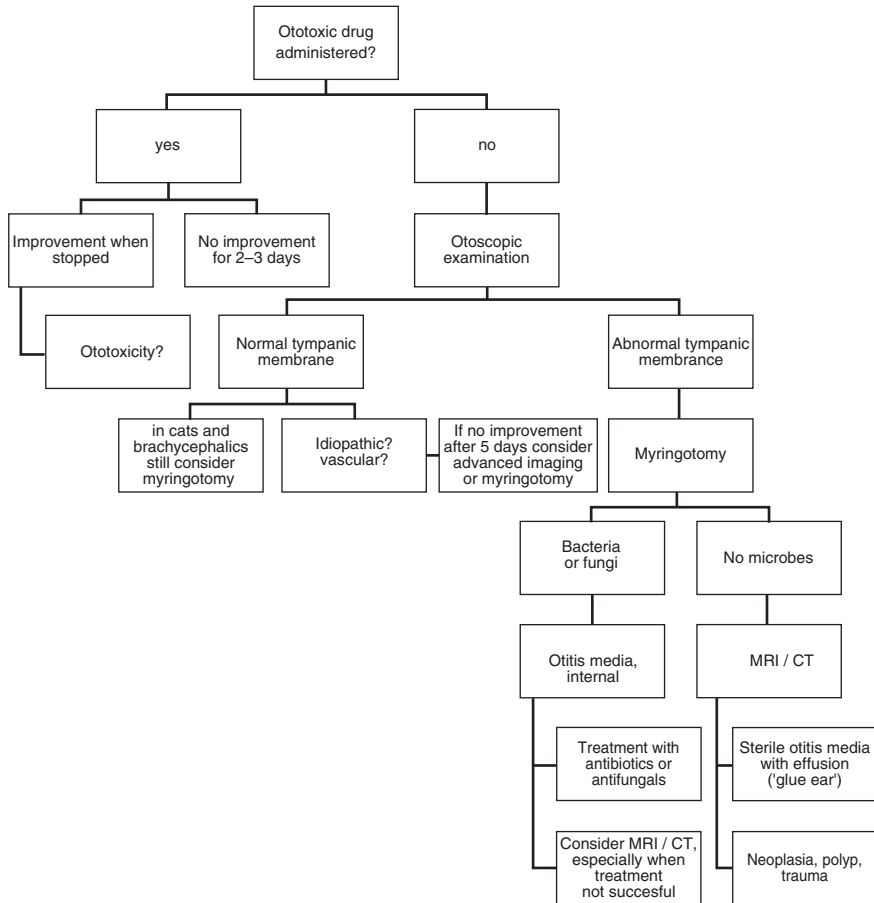 Ototoxic drug
administered?
yes
no
Improvement when
stopped
No improvement
for 2–3 days
Otoscopic
examination
Ototoxicity?
Normal tympanic
membrane
Abnormal tympanic
membrance
in cats and
brachycephalics
still consider
myringotomy
Idiopathic?
vascular?
If no improvement
after 5 days consider
advanced imaging
or myringotomy
Myringotomy
Bacteria
or fungi
No microbes
Otitis media,
internal
MRI / CT
Treatment with
antibiotics or
antifungals
Sterile otitis media
with effusion
('glue ear')
Consider MRI / CT,
especially when
treatment
not succesful
Neoplasia, polyp,
trauma